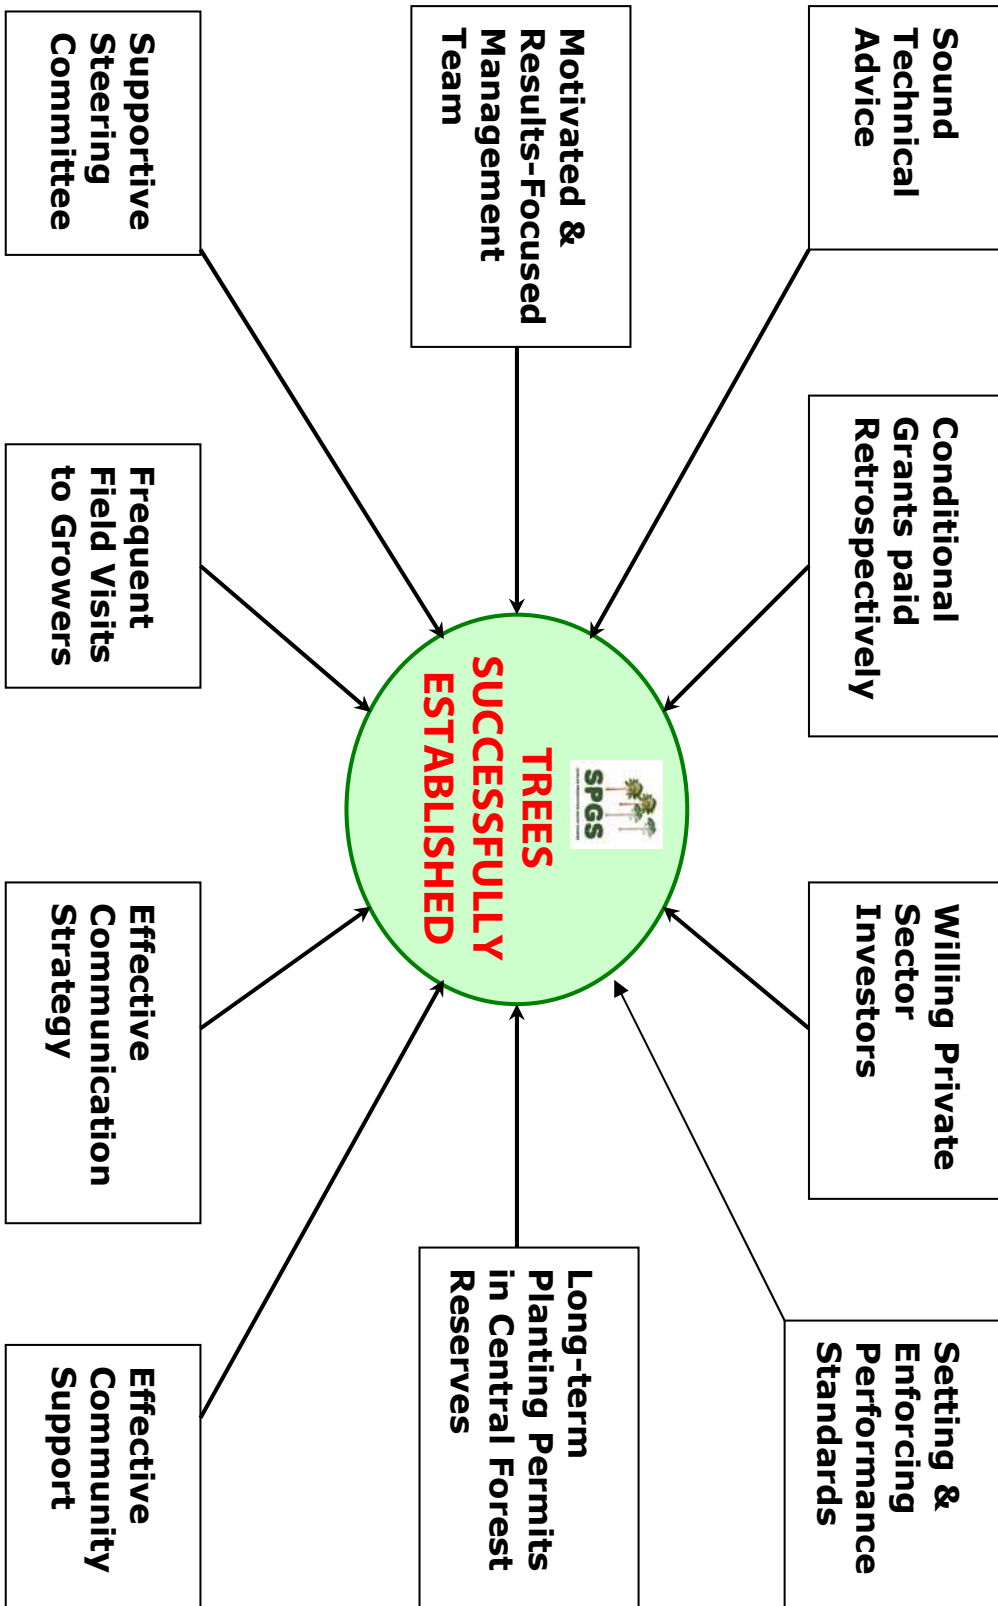 Sound
Technical
Advice
Conditional
Grants paid
Retrospectively
Willing Private
Sector
Investors
Setting &
Enforcing
Performance
Standards
Motivated &
Results-Focused
Management
Team
SPGS
TREES
SUCCESSFULLY
ESTABLISHED
Long-term
Planting Permits
in Central Forest
Reserves
Supportive
Steering
Committee
Frequent
Field Visits
to Growers
Effective
Communication
Strategy
Effective
Community
Support